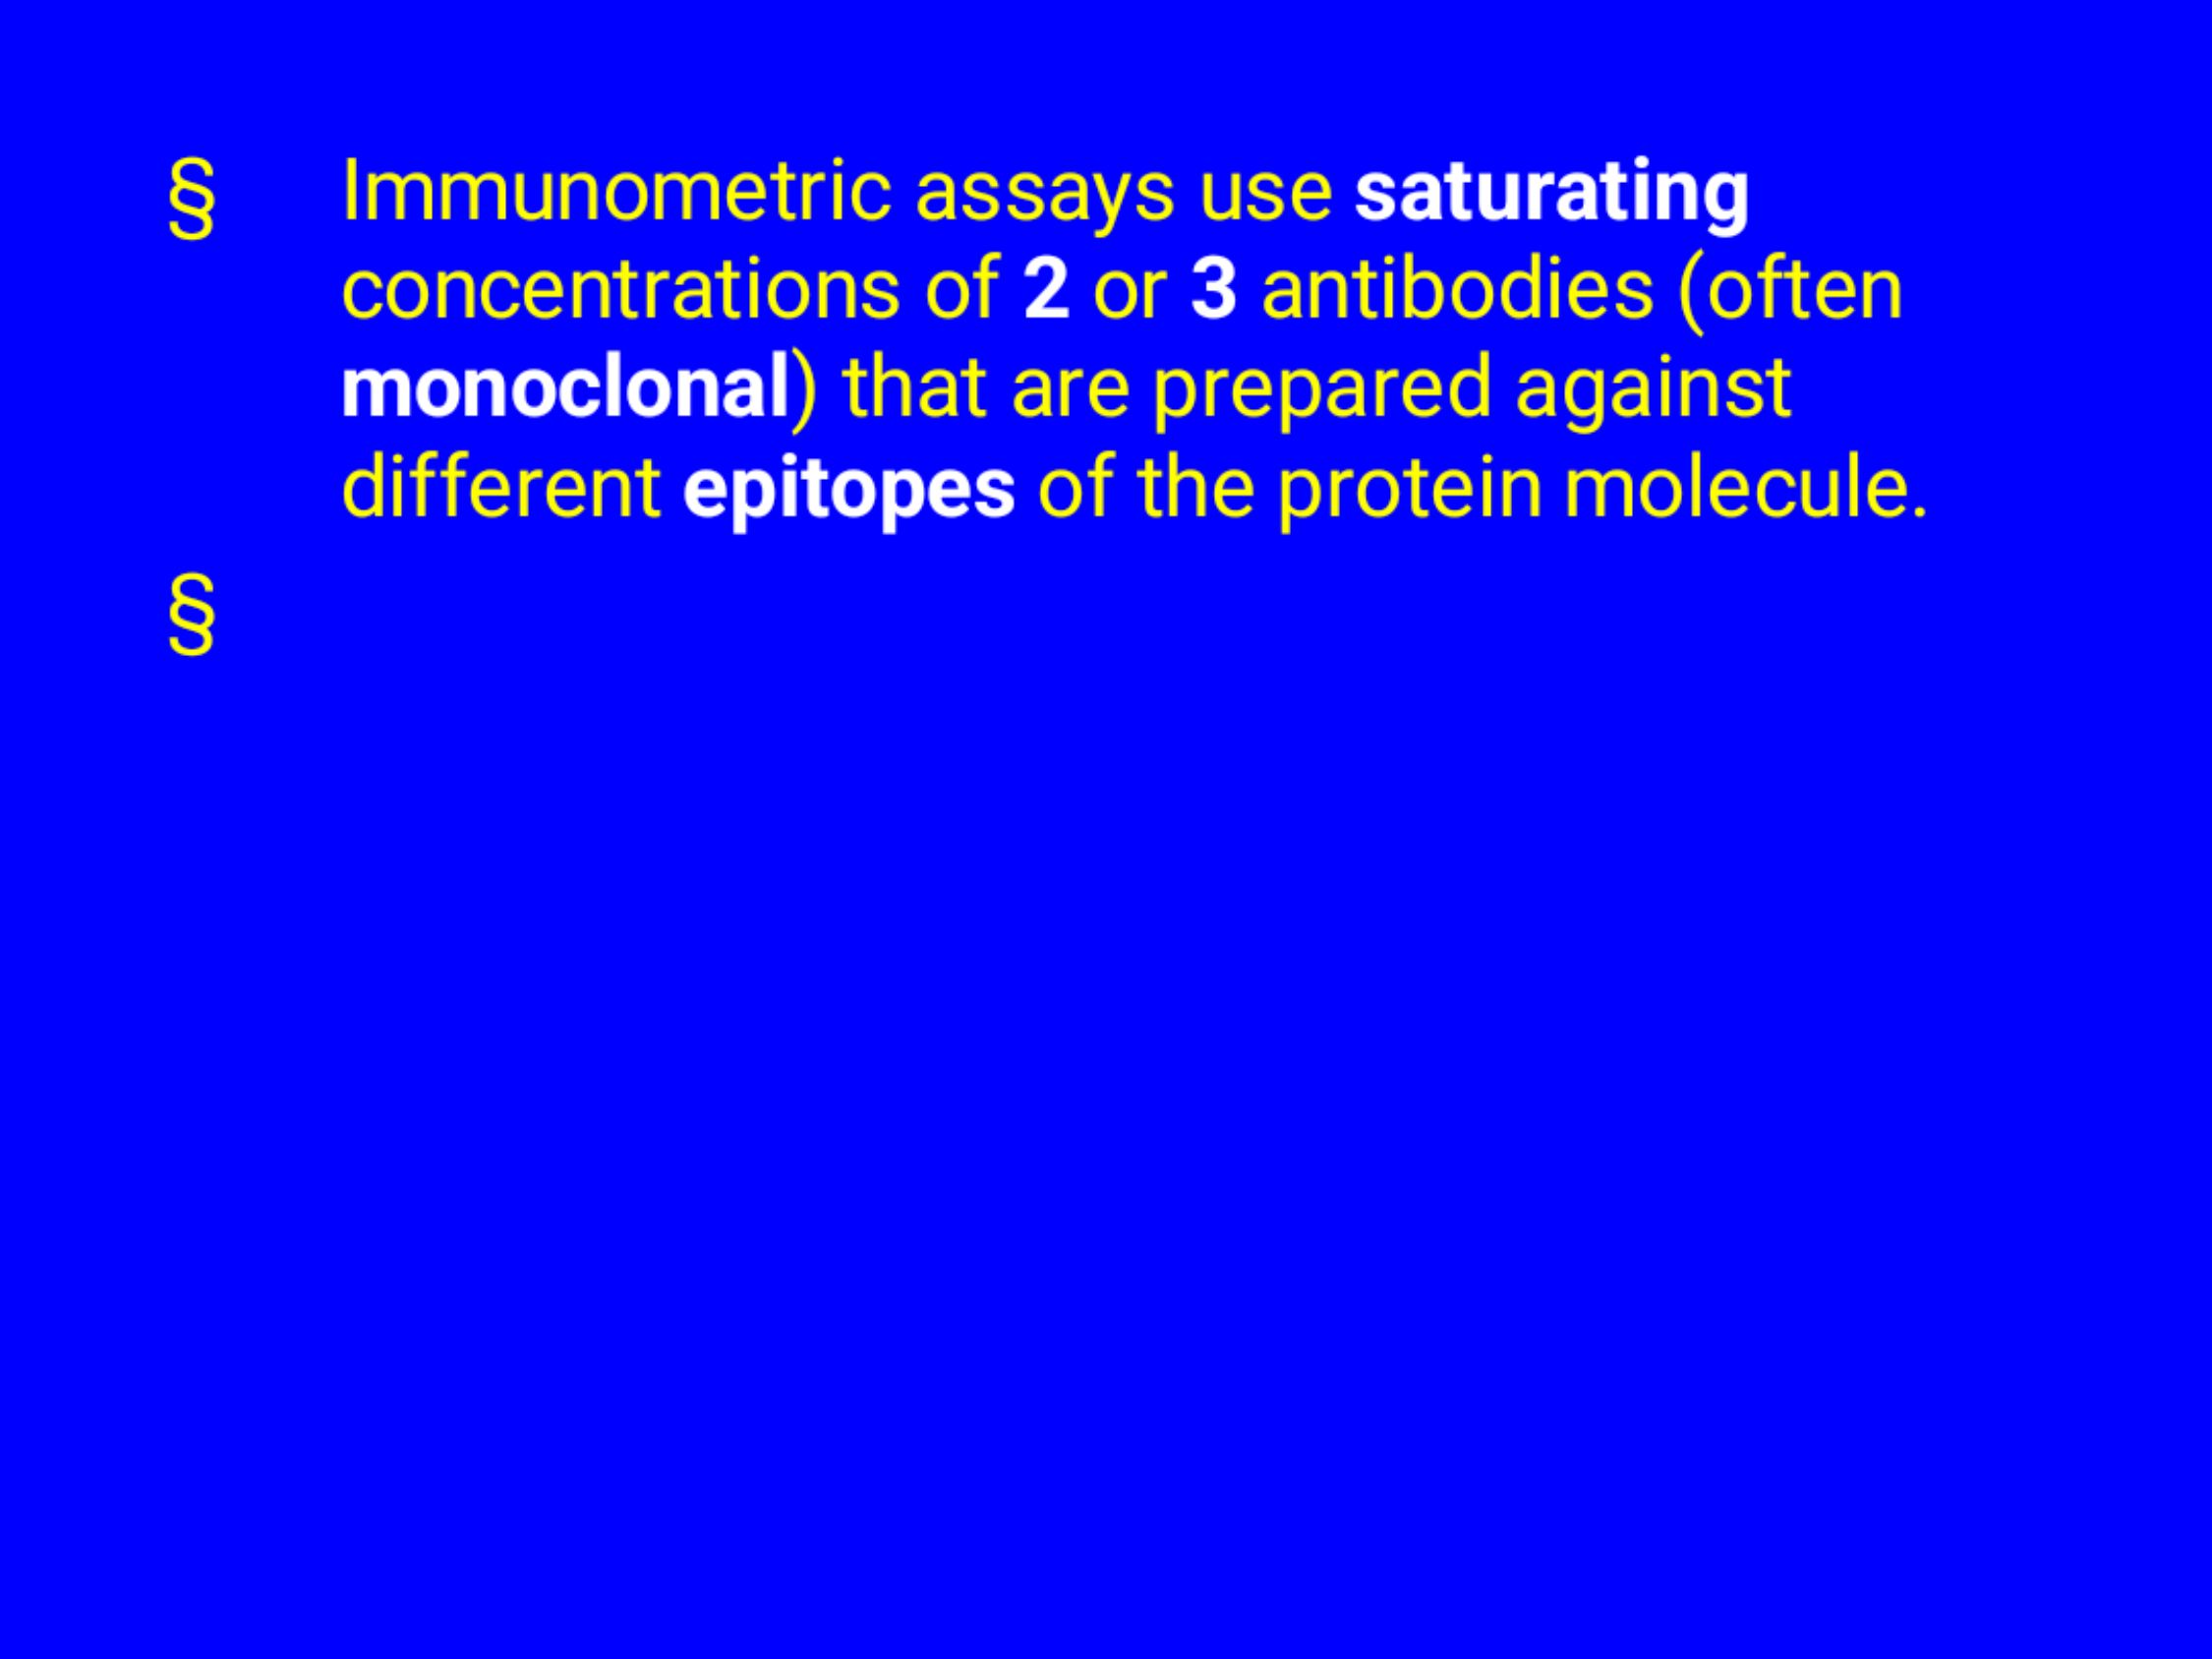 § Immunometric assays use saturating
concentrations of 2 or 3 antibodies (often
monoclonal) that are prepared against
different epitopes of the protein molecule.
§